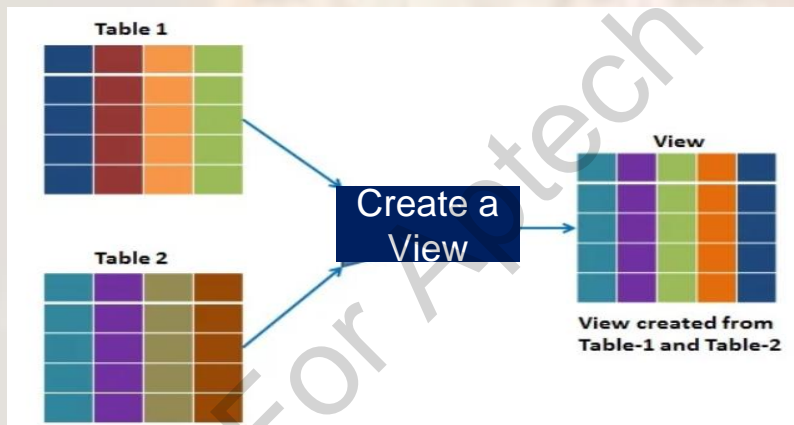 Table 1
Table 2
Create a
View
View
View created from
Table-1 and Table-2
For Aptech